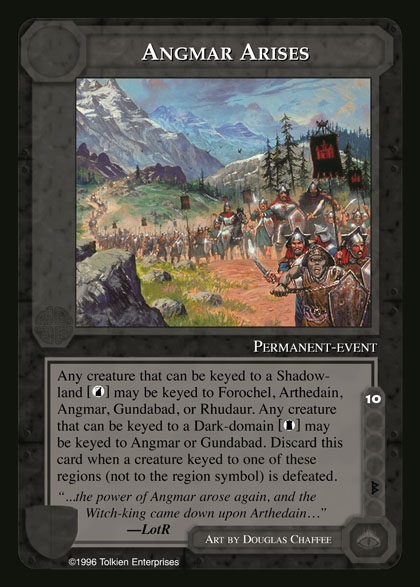 ANGMAR ARISES
PERMANENT-EVENT
Any creature that can be keyed to a Shadow-
land [] may be keyed to Forochel, Arthedain,
Angmar, Gundabad, or Rhudaur. Any creature
that can be keyed to a Dark-domain [] may
be keyed to Angmar or Gundabad. Discard this
card when a creature keyed to one of these
regions (not to the region symbol) is defeated.
“...the power of Angmar arose again, and the
Witch-king came down upon Arthedain…”
—LotR
10
ART BY DOUGLAS CHAFFEE
©1996 Tolkien Enterprises